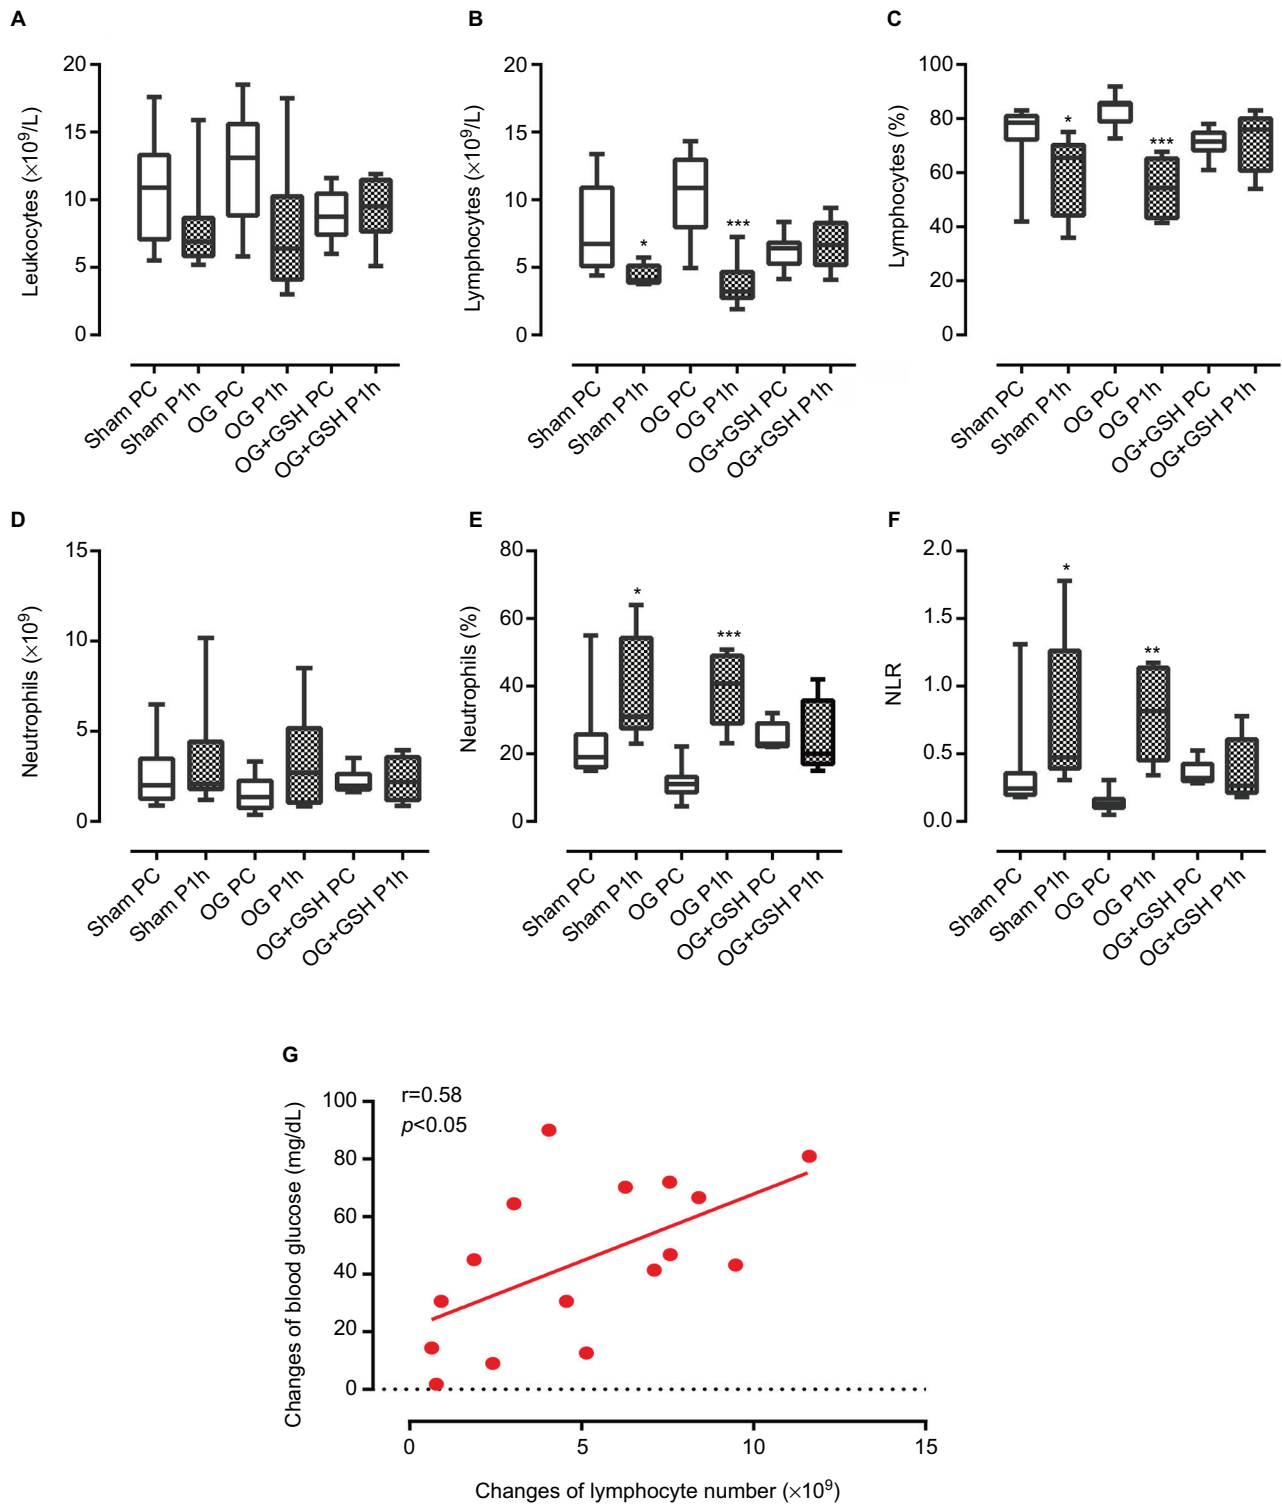 A
Leukocytes (×10⁹/L)
20
15
10
5
0
Sham PC
Sham P1h
OG PC
OG P1h
OG+GSH PC
OG+GSH P1h
B
Lymphocytes (×10⁹/L)
20
15
10
5
0
*
***
Sham PC
Sham P1h
OG PC
OG P1h
OG+GSH PC
OG+GSH P1h
C
Lymphocytes (%)
100
80
60
40
20
0
*
***
Sham PC
Sham P1h
OG PC
OG P1h
OG+GSH PC
OG+GSH P1h
D
Neutrophils (×10⁹)
15
10
5
0
Sham PC
Sham P1h
OG PC
OG P1h
OG+GSH PC
OG+GSH P1h
E
Neutrophils (%)
80
60
40
20
0
*
***
Sham PC
Sham P1h
OG PC
OG P1h
OG+GSH PC
OG+GSH P1h
F
NLR
2.0
1.5
1.0
0.5
0.0
*
**
Sham PC
Sham P1h
OG PC
OG P1h
OG+GSH PC
OG+GSH P1h
G
Changes of blood glucose (mg/dL)
100
80
60
40
20
0
r=0.58
p<0.05
0 5 10 15
Changes of lymphocyte number (×10⁹)